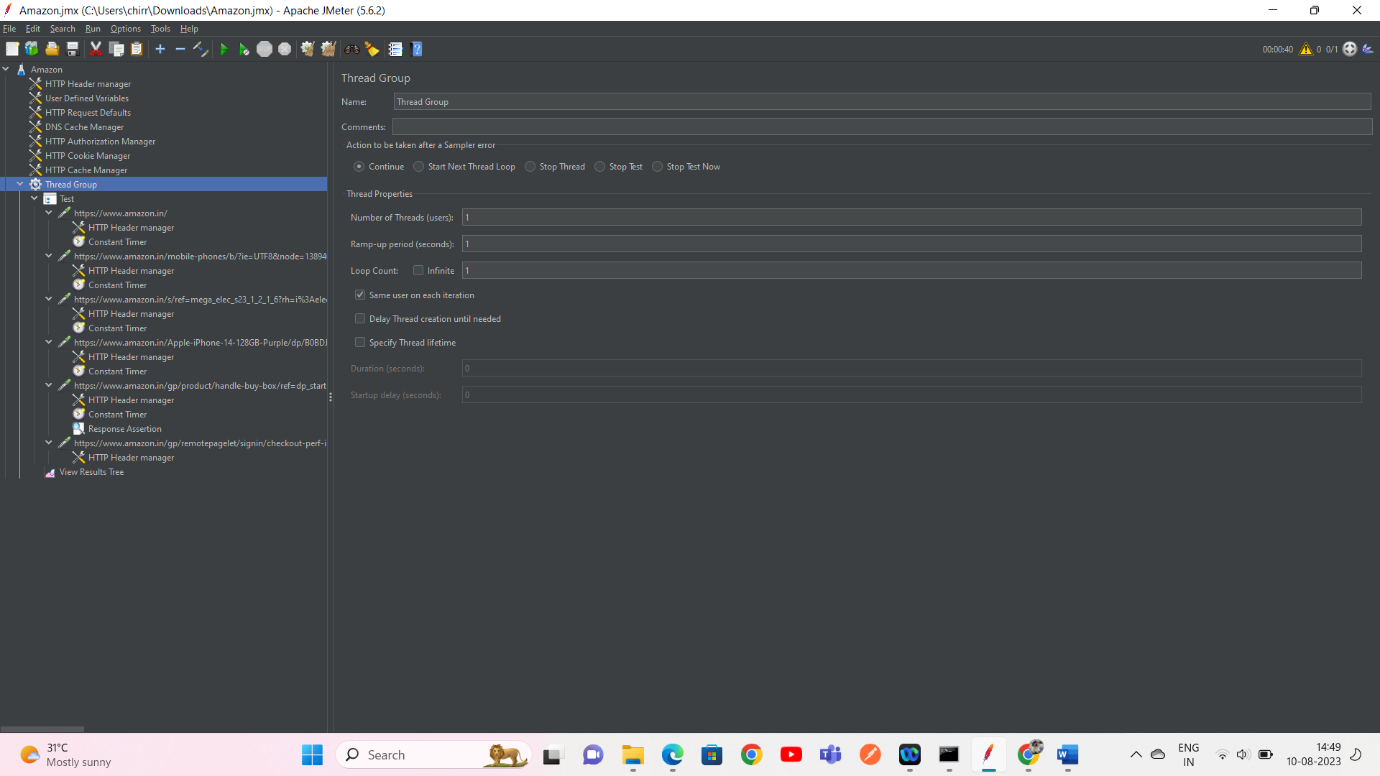 Amazon.jmx (C:\Users\chirr\Downloads\Amazon.jmx) - Apache JMeter (5.6.2)
File Edit Search Run Options Tools Help
00:00:40 0 0/1
Amazon
HTTP Header manager
User Defined Variables
HTTP Request Defaults
DNS Cache Manager
HTTP Authorization Manager
HTTP Cookie Manager
HTTP Cache Manager
Thread Group
Test
https://www.amazon.in/
HTTP Header manager
Constant Timer
https://www.amazon.in/mobile-phones/b/?ie=UTF8&node=13894
HTTP Header manager
Constant Timer
https://www.amazon.in/s/ref=mega_elec_s23_1_2_1_6?rh=i%3Aele
HTTP Header manager
Constant Timer
https://www.amazon.in/Apple-iPhone-14-128GB-Purple/dp/B0BDJ
HTTP Header manager
Constant Timer
https://www.amazon.in/gp/product/handle-buy-box/ref=dp_start
HTTP Header manager
Constant Timer
Response Assertion
https://www.amazon.in/gp/remotepagelet/signin/checkout-perf-i
HTTP Header manager
View Results Tree
Thread Group
Name: Thread Group
Comments:
Action to be taken after a Sampler error
Continue Start Next Thread Loop Stop Thread Stop Test Stop Test Now
Thread Properties
Number of Threads (users): 1
Ramp-up period (seconds): 1
Loop Count: Infinite 1
Same user on each iteration
Delay Thread creation until needed
Specify Thread lifetime
Duration (seconds): 0
Startup delay (seconds): 0
31°C
Mostly sunny
Search
ENG
IN
14:49
10-08-2023